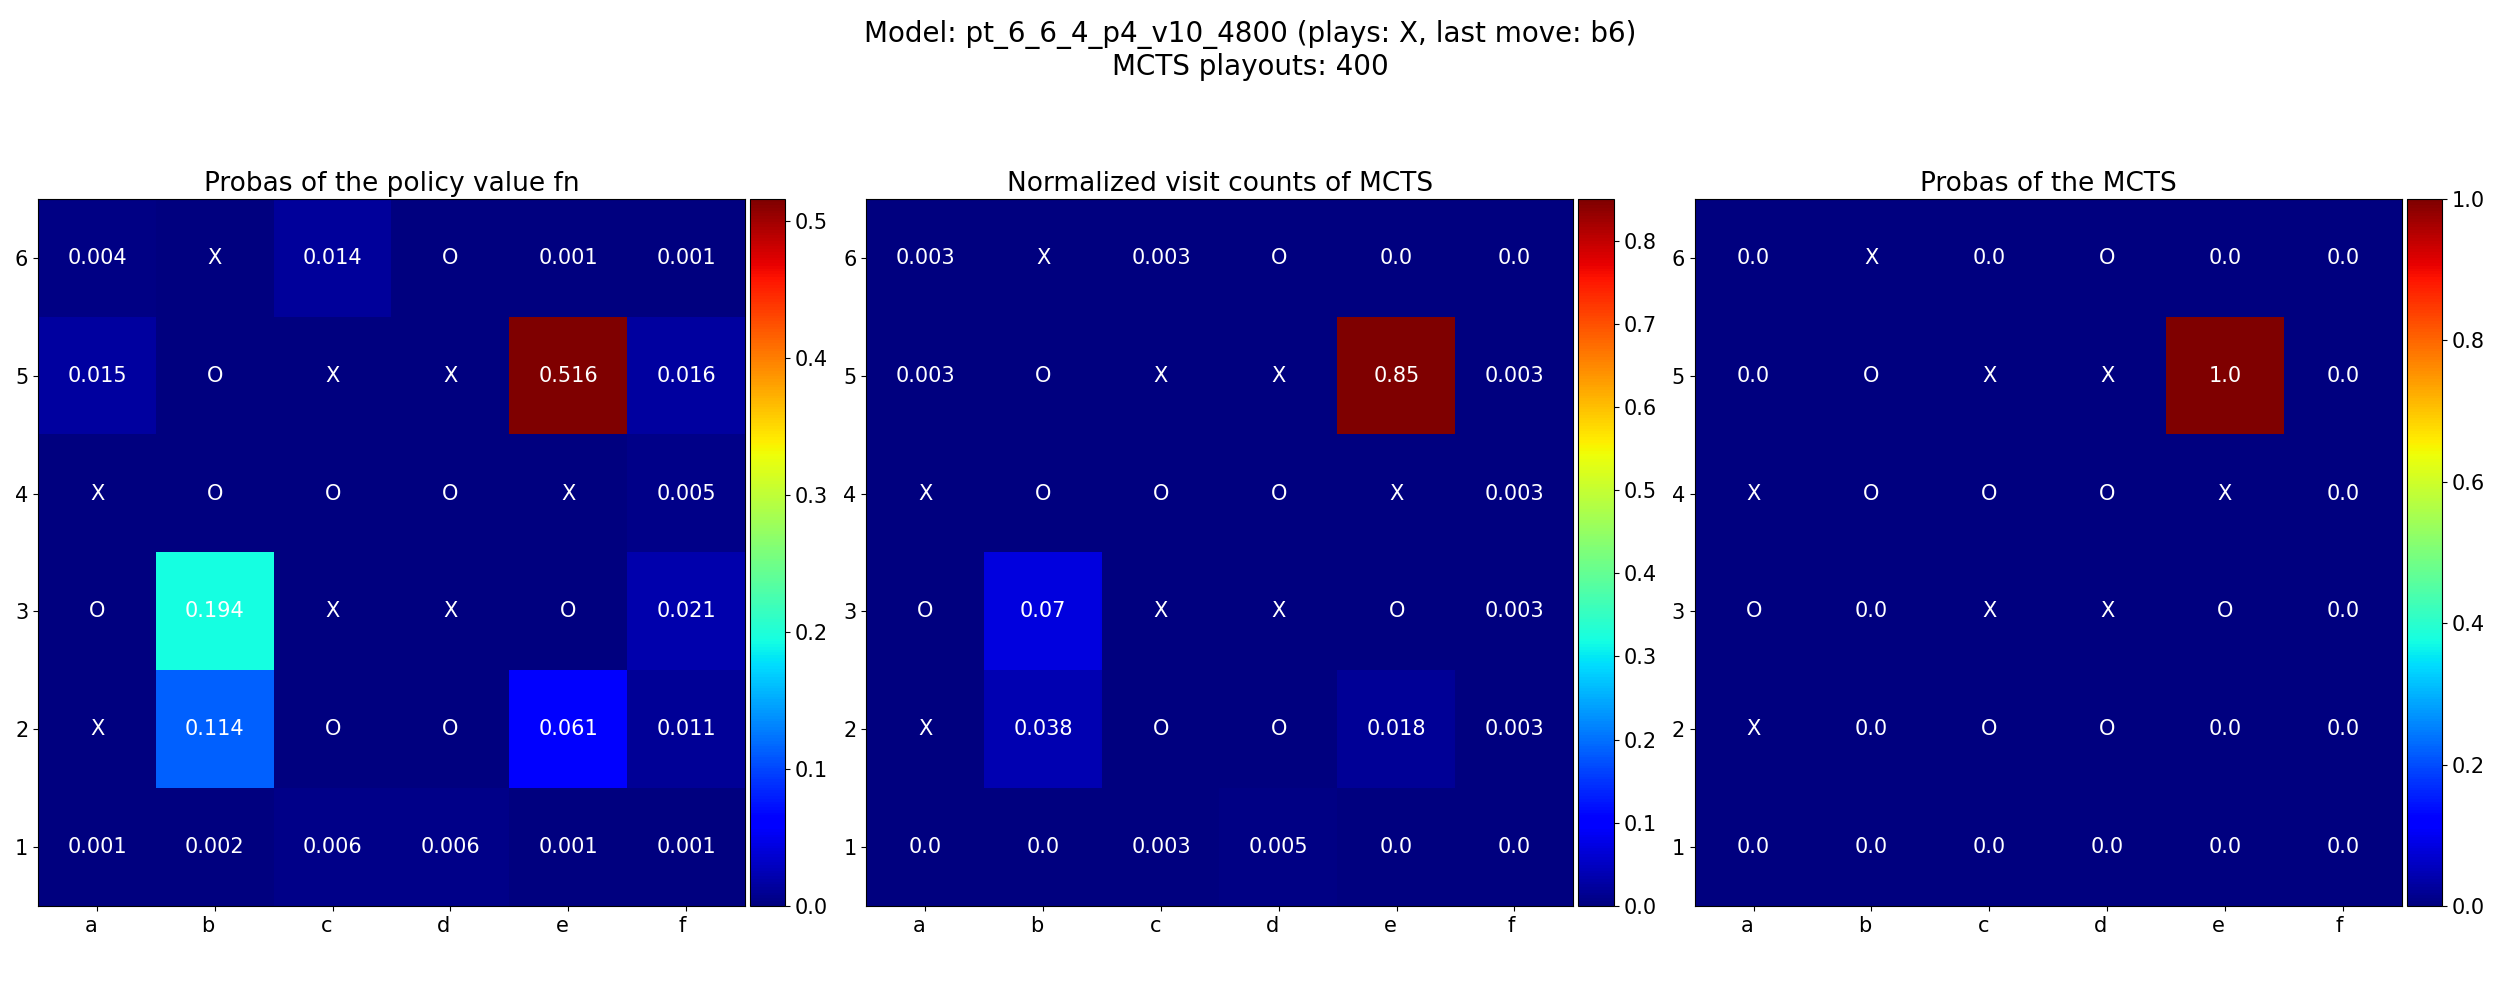 Model: pt_6_6_4_p4_v10_4800 (plays: X, last move: b6)
MCTS playouts: 400
Probas of the policy value fn
6 0.004 X 0.014 O 0.001 0.001
5 0.015 O X X 0.516 0.016
4 X O O O X 0.005
3 O 0.194 X X O 0.021
2 X 0.114 O O 0.061 0.011
1 0.001 0.002 0.006 0.006 0.001 0.001
a b c d e f
0.5
0.4
0.3
0.2
0.1
0.0
Normalized visit counts of MCTS
6 0.003 X 0.003 O 0.0 0.0
5 0.003 O X X 0.85 0.003
4 X O O O X 0.003
3 O 0.07 X X O 0.003
2 X 0.038 O O 0.018 0.003
1 0.0 0.0 0.003 0.005 0.0 0.0
a b c d e f
0.8
0.7
0.6
0.5
0.4
0.3
0.2
0.1
0.0
Probas of the MCTS
6 0.0 X 0.0 O 0.0 0.0
5 0.0 O X X 1.0 0.0
4 X O O O X 0.0
3 O 0.0 X X O 0.0
2 X 0.0 O O 0.0 0.0
1 0.0 0.0 0.0 0.0 0.0 0.0
a b c d e f
1.0
0.8
0.6
0.4
0.2
0.0